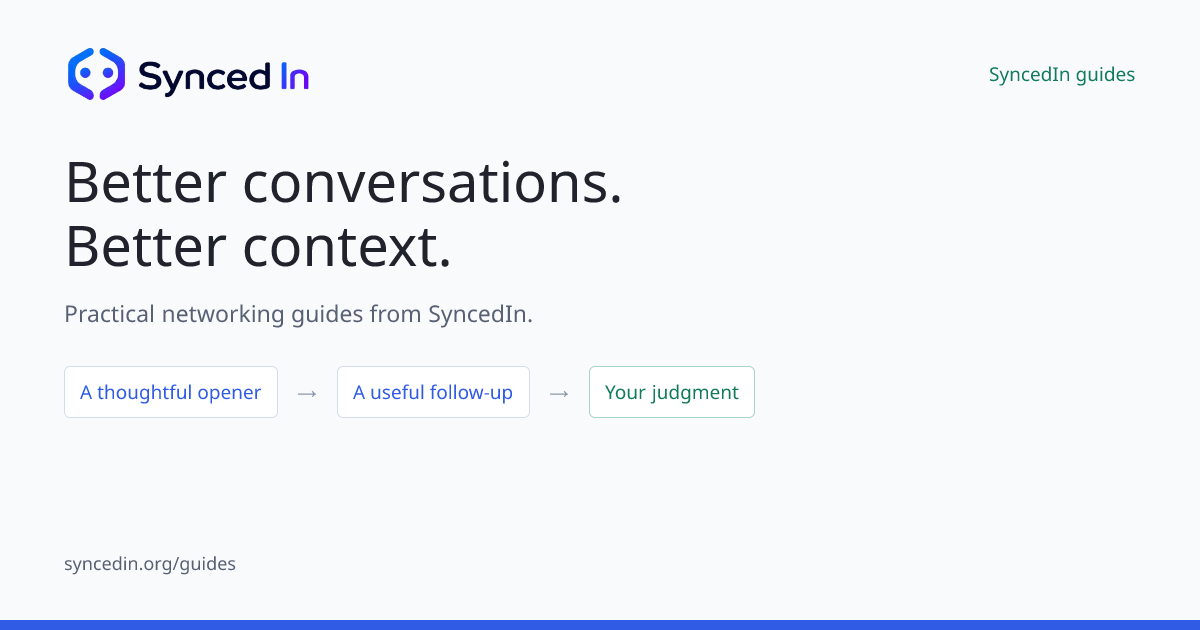 Synced In
SyncedIn guides
Better conversations.
Better context.
Practical networking guides from SyncedIn.
A thoughtful opener → A useful follow-up → Your judgment
syncedin.org/guides